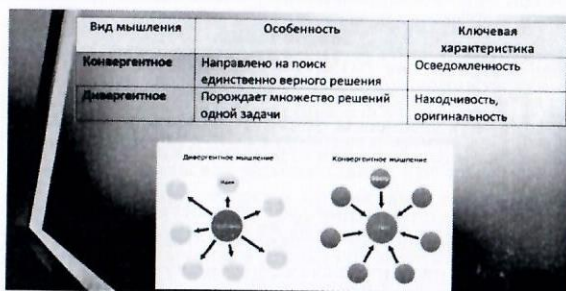 Вид мышления
Особенность
Ключевая
характеристика
Конвергентное
Направлено на поиск
единственно верного решения
Осведомленность
Дивергентное
Порождает множество решений
одной задачи
Находчивость,
оригинальность
Дивергентное мышление
Конвергентное мышление
Идея